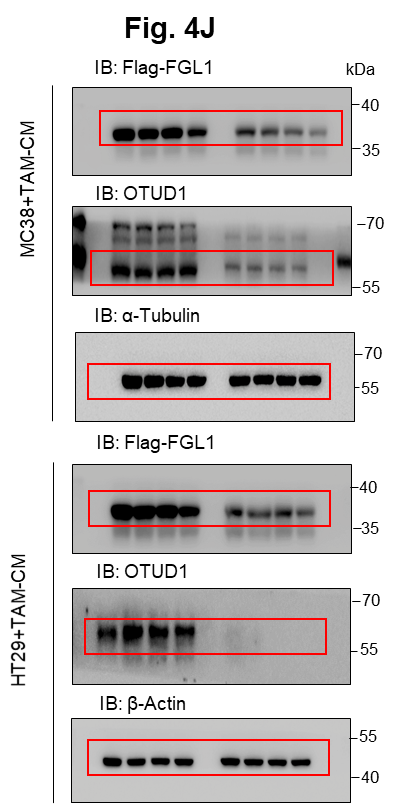 Fig. 4J
IB: Flag-FGL1
kDa
40
35
MC38+TAM-CM
IB: OTUD1
70
55
IB: α-Tubulin
70
55
IB: Flag-FGL1
40
35
HT29+TAM-CM
IB: OTUD1
70
55
IB: β-Actin
55
40